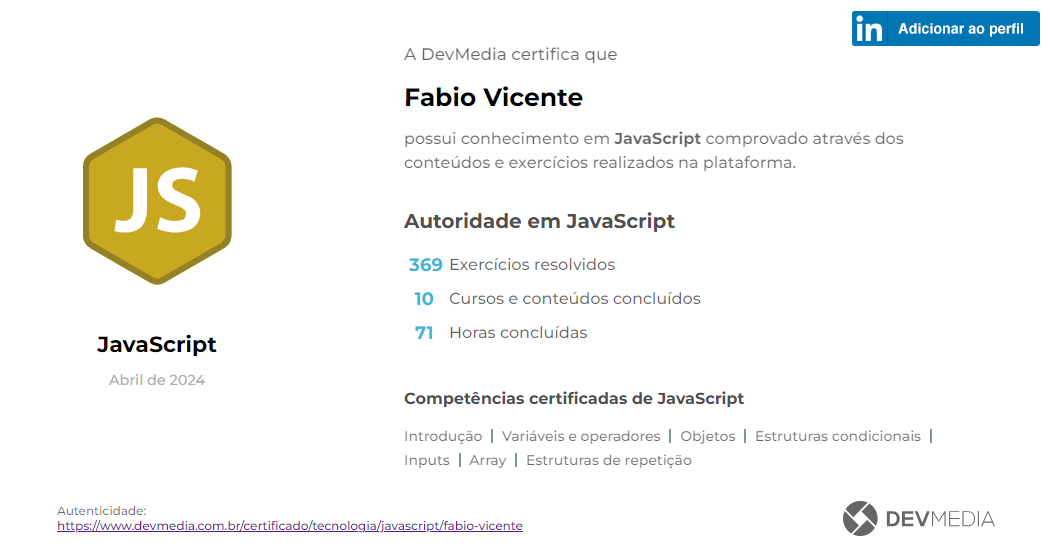 in Adicionar ao perfil
A DevMedia certifica que
Fabio Vicente
possui conhecimento em JavaScript comprovado através dos
conteúdos e exercícios realizados na plataforma.
JS
JavaScript
Abril de 2024
Autoridade em JavaScript
369 Exercícios resolvidos
10 Cursos e conteúdos concluídos
71 Horas concluídas
Competências certificadas de JavaScript
Introdução | Variáveis e operadores | Objetos | Estruturas condicionais |
Inputs | Array | Estruturas de repetição
Autenticidade:
https://www.devmedia.com.br/certificado/tecnologia/javascript/fabio-vicente
DEVMEDIA